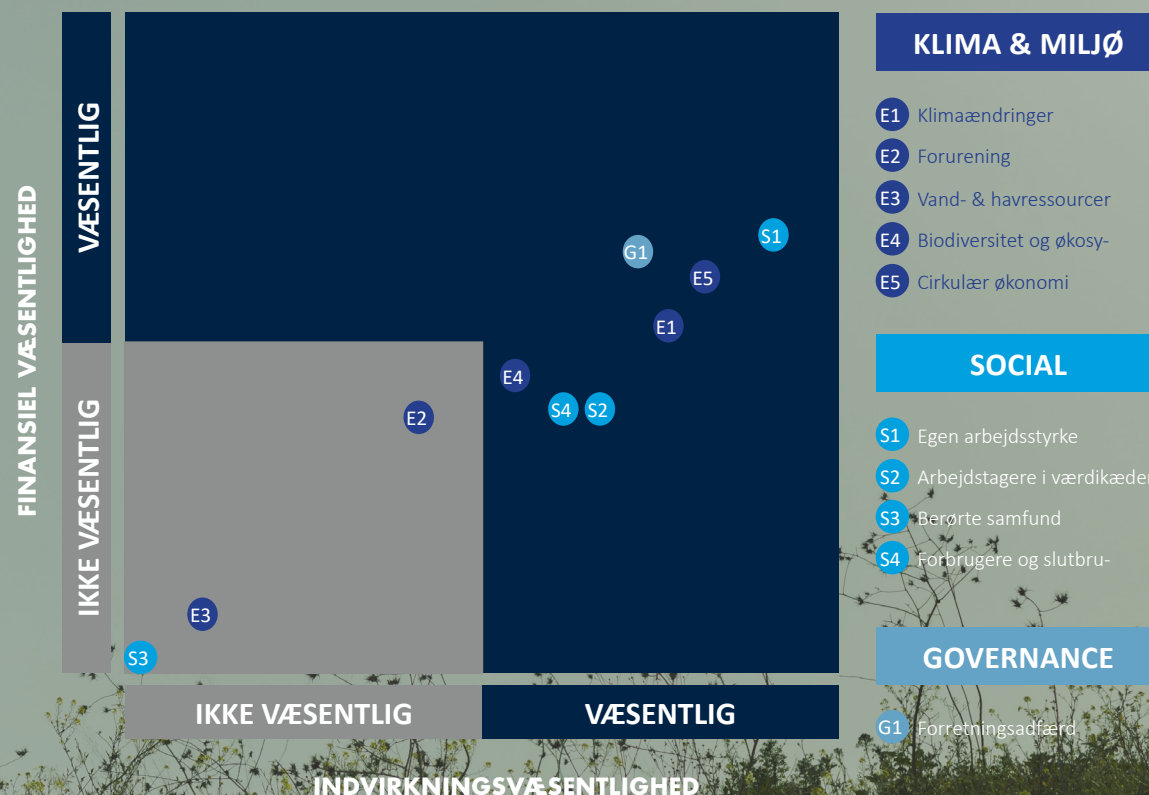 FINANSIEL VÆSENTLIGHED
VÆSENTLIG
IKKE VÆSENTLIG
S1
G1
E5
E1
E4
S4
S2
E2
E3
S3
IKKE VÆSENTLIG
VÆSENTLIG
INDVIRKNINGSVÆSENTLIGHED
KLIMA & MILJØ
E1 Klimaændringer
E2 Forurening
E3 Vand- & havressourcer
E4 Biodiversitet og økosy-
E5 Cirkulær økonomi
SOCIAL
S1 Egen arbejdsstyrke
S2 Arbejdstagere i værdikæden
S3 Berørte samfund
S4 Forbrugere og slutbru-
GOVERNANCE
G1 Forretningsadfærd